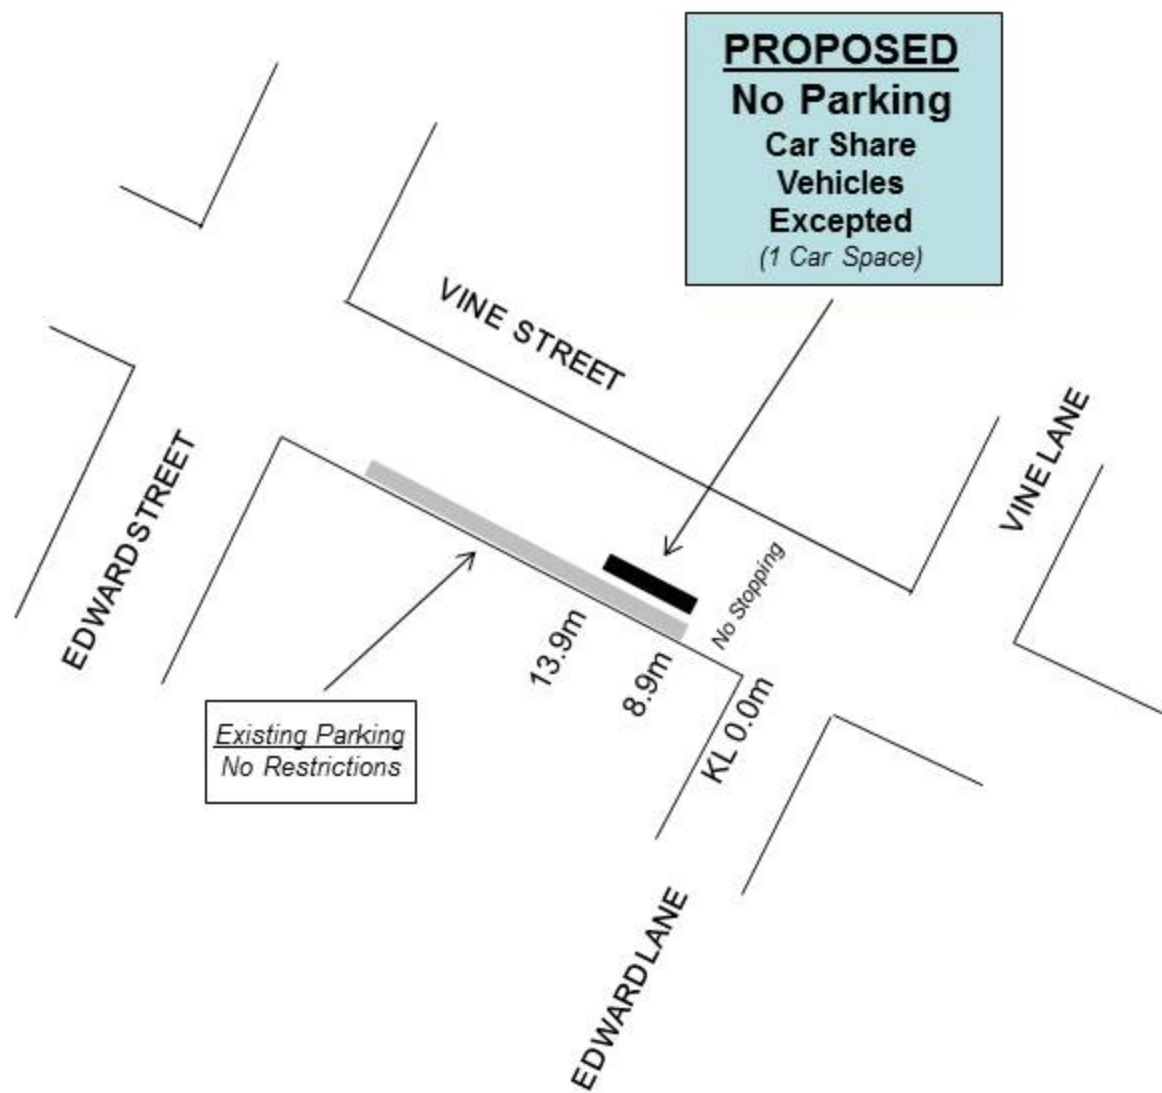 PROPOSED
No Parking
Car Share
Vehicles
Excepted
(1 Car Space)
VINE STREET
VINE LANE
EDWARD STREET
No Stopping
13.9m
8.9m
KL 0.0m
Existing Parking
No Restrictions
EDWARD LANE